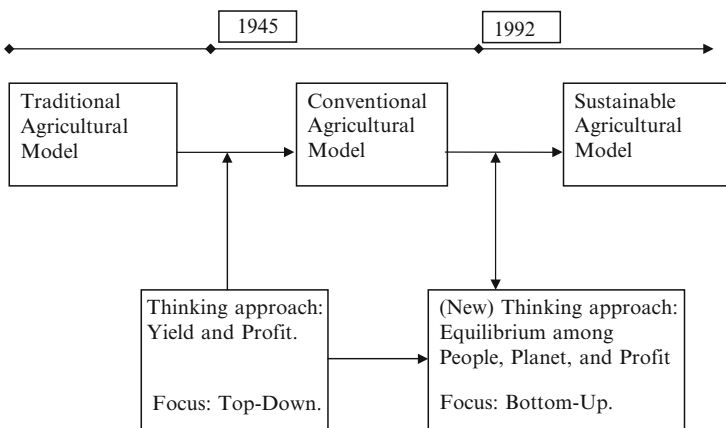 1945
1992
Traditional
Agricultural
Model
Conventional
Agricultural
Model
Sustainable
Agricultural
Model
Thinking approach:
Yield and Profit.
Focus: Top-Down.
(New) Thinking approach:
Equilibrium among
People, Planet, and Profit
Focus: Bottom-Up.